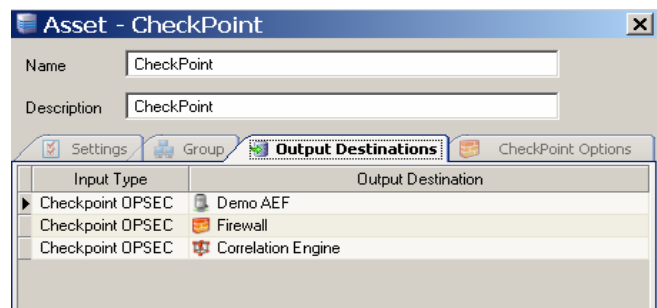 Asset - CheckPoint
Name CheckPoint
Description CheckPoint
Settings Group Output Destinations CheckPoint Options
Input Type Output Destination
Checkpoint OPSEC Demo AEF
Checkpoint OPSEC Firewall
Checkpoint OPSEC Correlation Engine